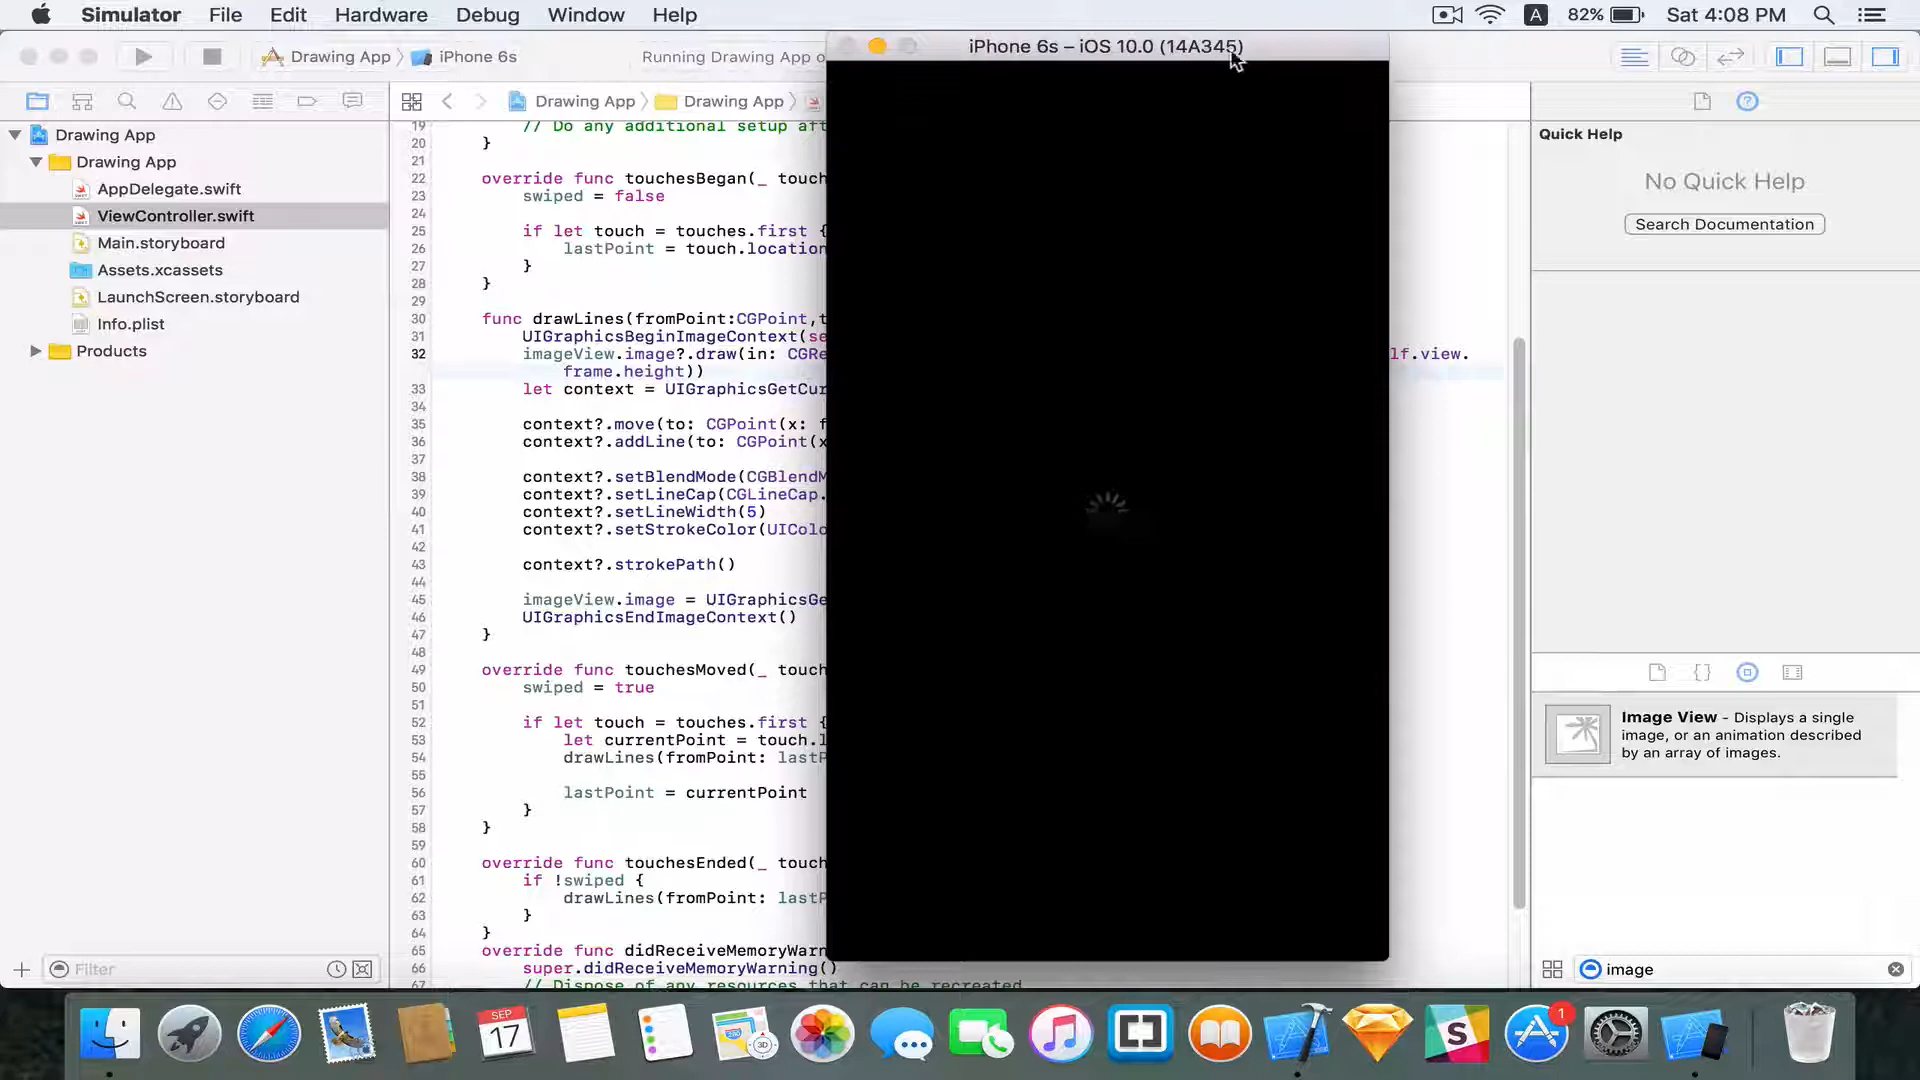 Simulator File Edit Hardware Debug Window Help A 82% Sat 4:08 PM
Drawing App iPhone 6s Running Drawing App o
iPhone 6s – iOS 10.0 (14A345)
Drawing App Drawing App
Drawing App
Drawing App
AppDelegate.swift
ViewController.swift
Main.storyboard
Assets.xcassets
LaunchScreen.storyboard
Info.plist
Products
Filter
19 // Do any additional setup aft
20 }
21
22 override func touchesBegan(_ touch
23 swiped = false
24
25 if let touch = touches.first {
26 lastPoint = touch.location
27 }
28 }
29
30 func drawLines(fromPoint:CGPoint,t
31 UIGraphicsBeginImageContext(se
32 imageView.image?.draw(in: CGRe lf.view.
frame.height))
33 let context = UIGraphicsGetCur
34
35 context?.move(to: CGPoint(x: f
36 context?.addLine(to: CGPoint(x
37
38 context?.setBlendMode(CGBlendM
39 context?.setLineCap(CGLineCap.
40 context?.setLineWidth(5)
41 context?.setStrokeColor(UIColo
42
43 context?.strokePath()
44
45 imageView.image = UIGraphicsGe
46 UIGraphicsEndImageContext()
47 }
48
49 override func touchesMoved(_ touch
50 swiped = true
51
52 if let touch = touches.first {
53 let currentPoint = touch.l
54 drawLines(fromPoint: lastP
55
56 lastPoint = currentPoint
57 }
58 }
59
60 override func touchesEnded(_ touch
61 if !swiped {
62 drawLines(fromPoint: lastP
63 }
64 }
65 override func didReceiveMemoryWarn
66 super.didReceiveMemoryWarning()
67 // Dispose of any resources that can be recreated
Quick Help
No Quick Help
Search Documentation
{}
Image View - Displays a single
image, or an animation described
by an array of images.
image
SEP
17
3D
S
1